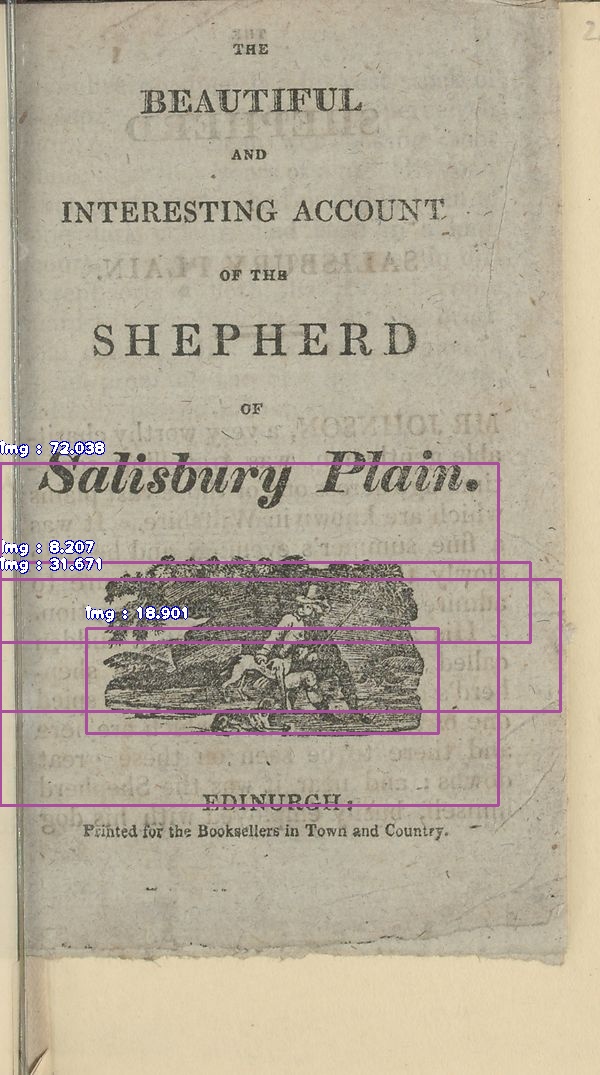 THE
BEAUTIFUL
AND
INTERESTING ACCOUNT
OF THE
SHEPHERD
OF
img : 72.038
Salisbury Plain.
img : 8.207
img : 31.671
img : 18.901
EDINURGH:
Printed for the Booksellers in Town and Country.